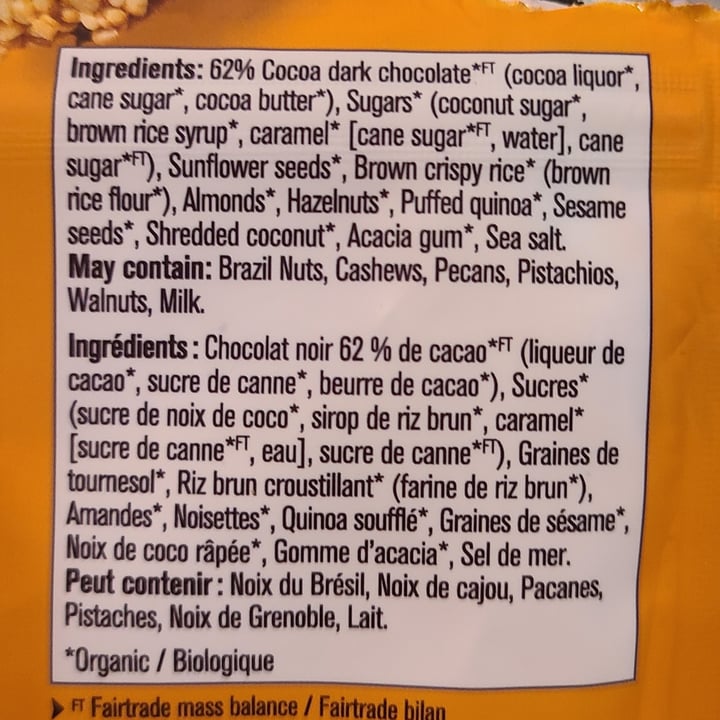 Ingredients: 62% Cocoa dark chocolate*FT (cocoa liquor*,
cane sugar*, cocoa butter*), Sugars* (coconut sugar*,
brown rice syrup*, caramel* [cane sugar*FT, water], cane
sugar*FT), Sunflower seeds*, Brown crispy rice* (brown
rice flour*), Almonds*, Hazelnuts*, Puffed quinoa*, Sesame
seeds*, Shredded coconut*, Acacia gum*, Sea salt.
May contain: Brazil Nuts, Cashews, Pecans, Pistachios,
Walnuts, Milk.
Ingrédients : Chocolat noir 62 % de cacao*FT (liqueur de
cacao*, sucre de canne*, beurre de cacao*), Sucres*
(sucre de noix de coco*, sirop de riz brun*, caramel*
[sucre de canne*FT, eau], sucre de canne*FT), Graines de
tournesol*, Riz brun croustillant* (farine de riz brun*),
Amandes*, Noisettes*, Quinoa soufflé*, Graines de sésame*,
Noix de coco râpée*, Gomme d'acacia*, Sel de mer.
Peut contenir : Noix du Brésil, Noix de cajou, Pacanes,
Pistaches, Noix de Grenoble, Lait.
*Organic / Biologique
FT Fairtrade mass balance / Fairtrade bilan